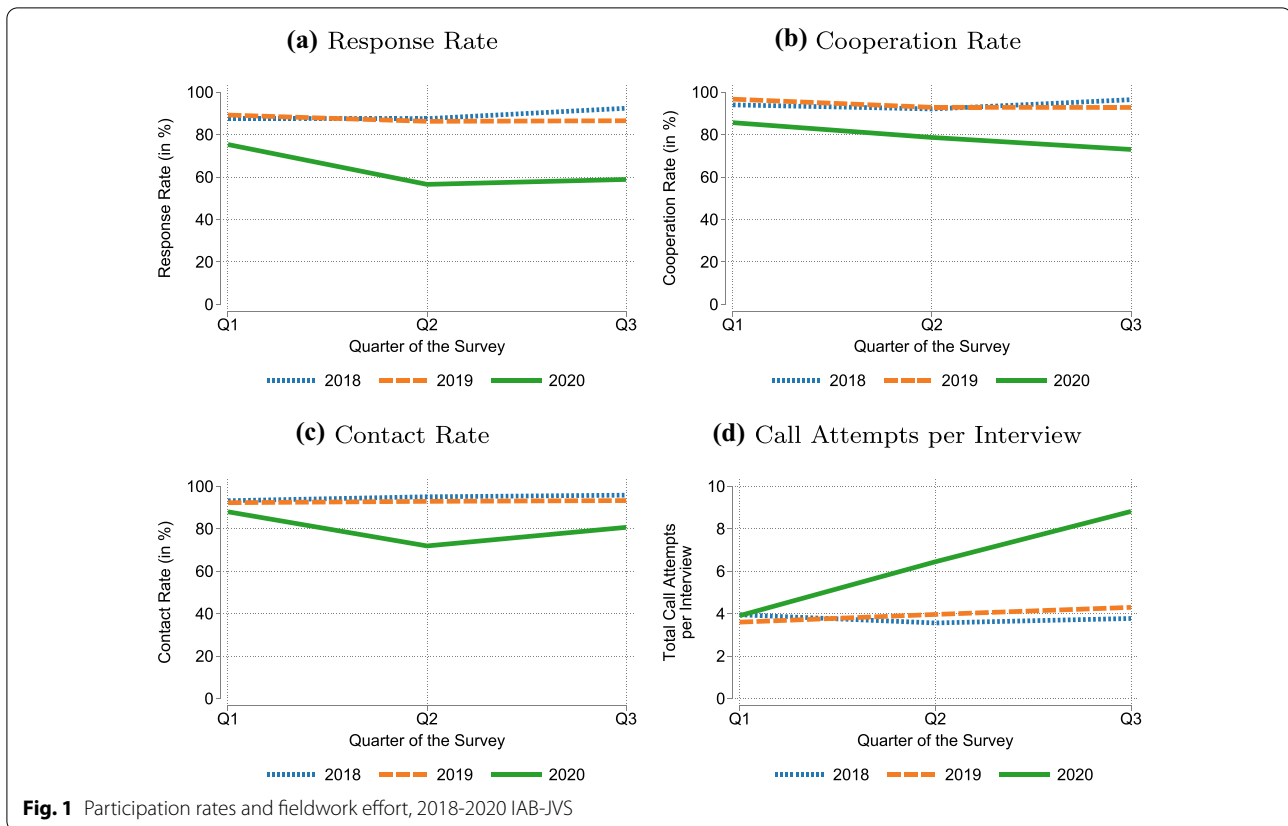 (a) Response Rate
100
80
60
40
20
0
Response Rate (in %)
Q1 Q2 Q3
Quarter of the Survey
2018 2019 2020
(b) Cooperation Rate
100
80
60
40
20
0
Cooperation Rate (in %)
Q1 Q2 Q3
Quarter of the Survey
2018 2019 2020
(c) Contact Rate
100
80
60
40
20
0
Contact Rate (in %)
Q1 Q2 Q3
Quarter of the Survey
2018 2019 2020
(d) Call Attempts per Interview
10
8
6
4
2
0
Total Call Attempts
per Interview
Q1 Q2 Q3
Quarter of the Survey
2018 2019 2020
Fig. 1 Participation rates and fieldwork effort, 2018-2020 IAB-JVS